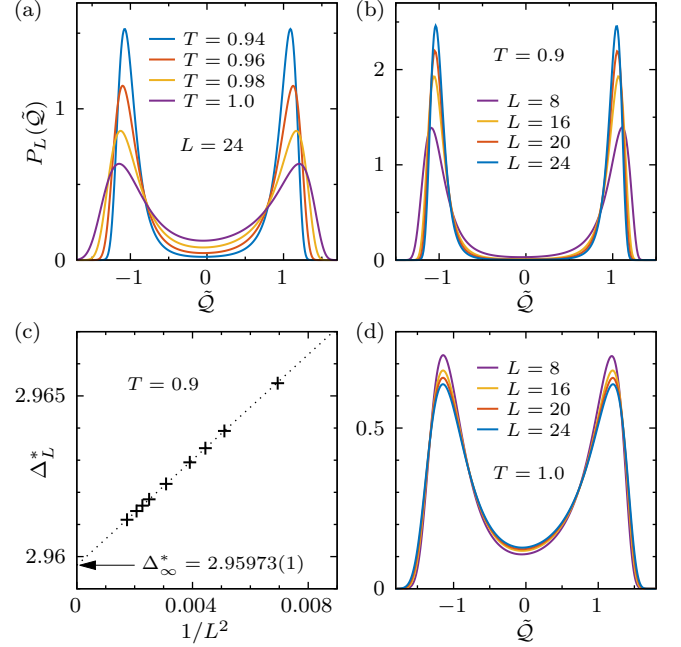 (a)
T = 0.94
T = 0.96
T = 0.98
T = 1.0
L = 24
P_L(Q̃)
1
0
−1
0
1
Q̃
(b)
T = 0.9
L = 8
L = 16
L = 20
L = 24
2
1
0
−1
0
1
Q̃
(c)
T = 0.9
Δ*_L
2.965
2.96
Δ*_∞ = 2.95973(1)
0
0.004
0.008
1/L²
(d)
L = 8
L = 16
L = 20
L = 24
T = 1.0
0.5
0
−1
0
1
Q̃